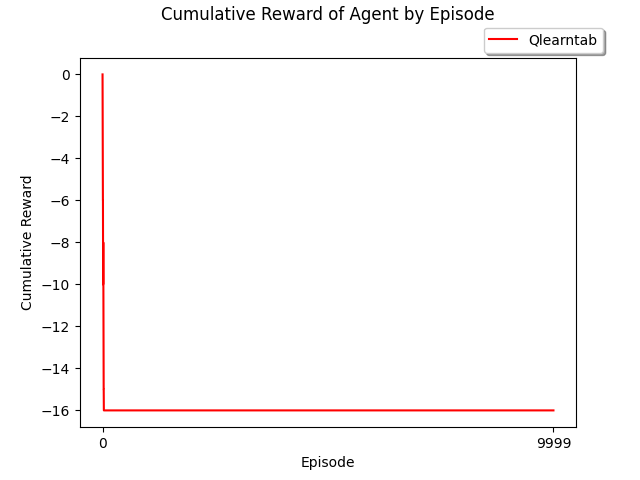 Cumulative Reward of Agent by Episode
Qlearntab
0
−2
−4
−6
−8
−10
−12
−14
−16
Cumulative Reward
0
9999
Episode